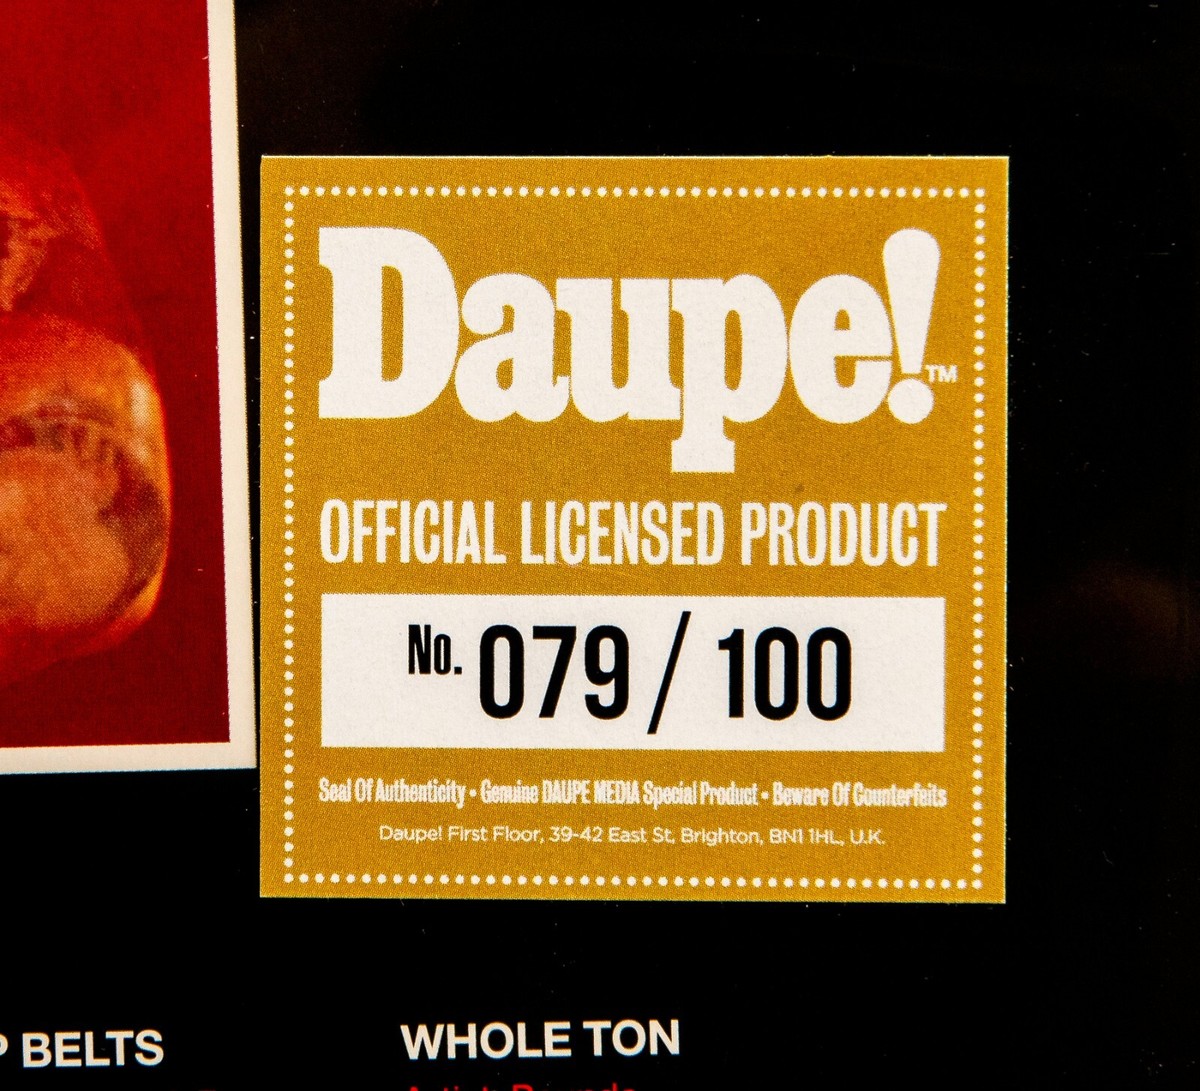 Daupe!™
OFFICIAL LICENSED PRODUCT
No. 079 / 100
Seal Of Authenticity • Genuine DAUPE MEDIA Special Product • Beware Of Counterfeits
Daupe! First Floor, 39-42 East St, Brighton, BN1 1HL, U.K.
P BELTS
WHOLE TON